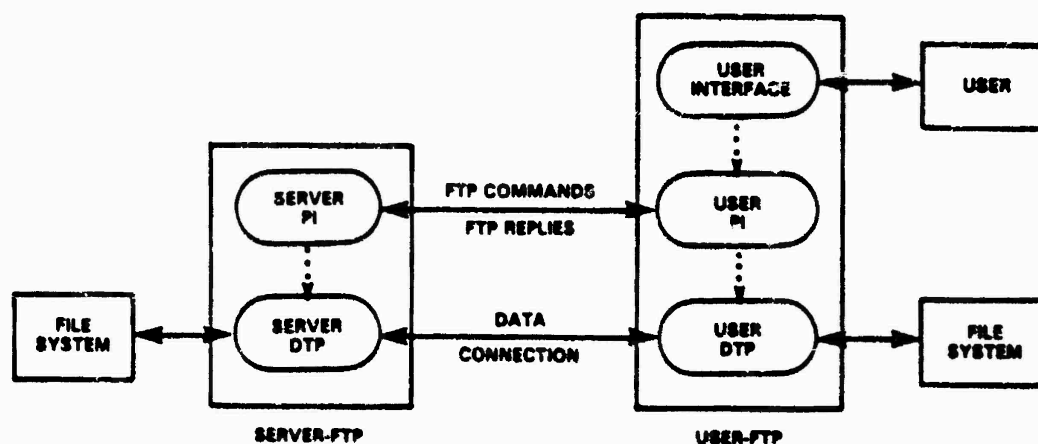 USER
INTERFACE
USER
SERVER
PI
FTP COMMANDS
FTP REPLIES
USER
PI
FILE
SYSTEM
SERVER
DTP
DATA
CONNECTION
USER
DTP
FILE
SYSTEM
SERVER-FTP
USER-FTP